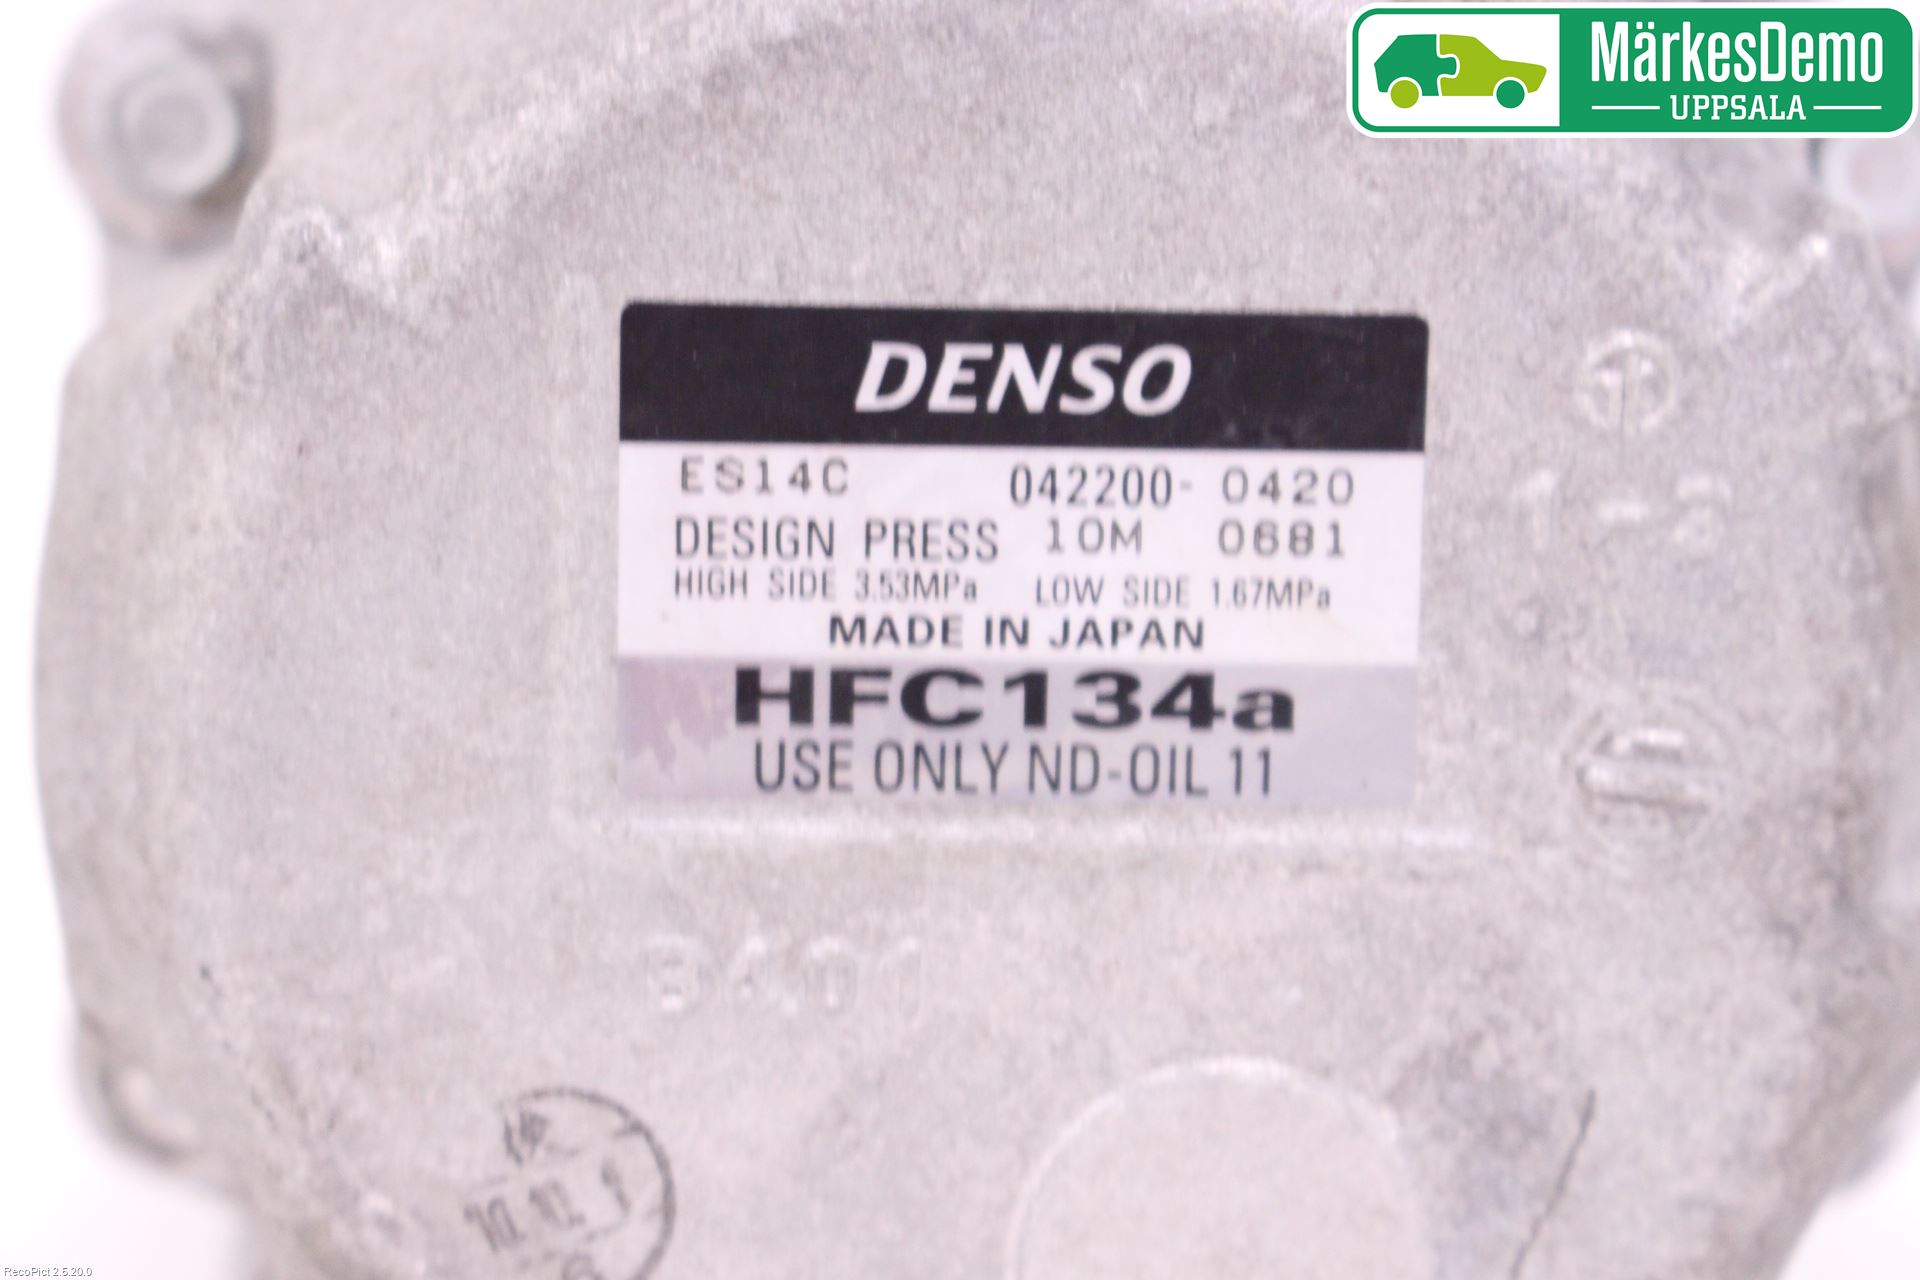 MärkesDemo
UPPSALA
DENSO
ES14C 042200-0420
DESIGN PRESS 10M 0681
HIGH SIDE 3.53MPa LOW SIDE 1.67MPa
MADE IN JAPAN
HFC134a
USE ONLY ND-OIL 11
RecoPict 2.5.20.0